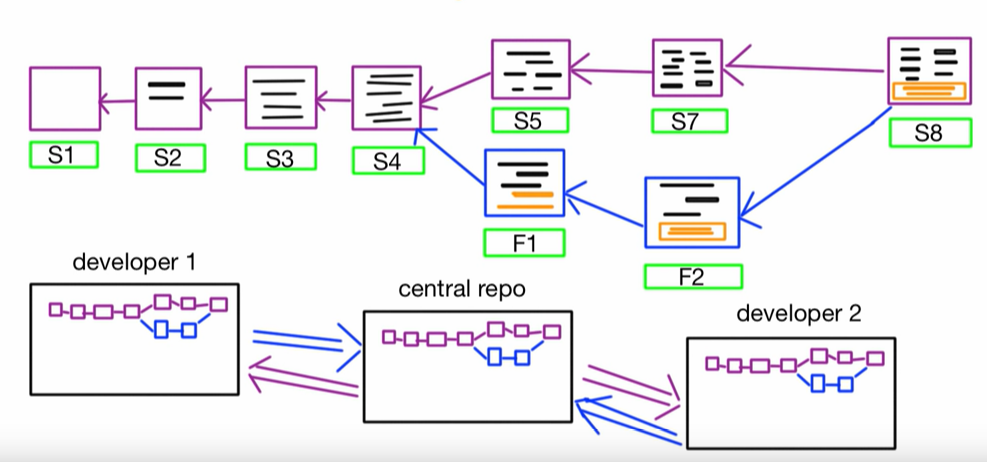 S1
S2
S3
S4
S5
S7
S8
F1
F2
developer 1
central repo
developer 2